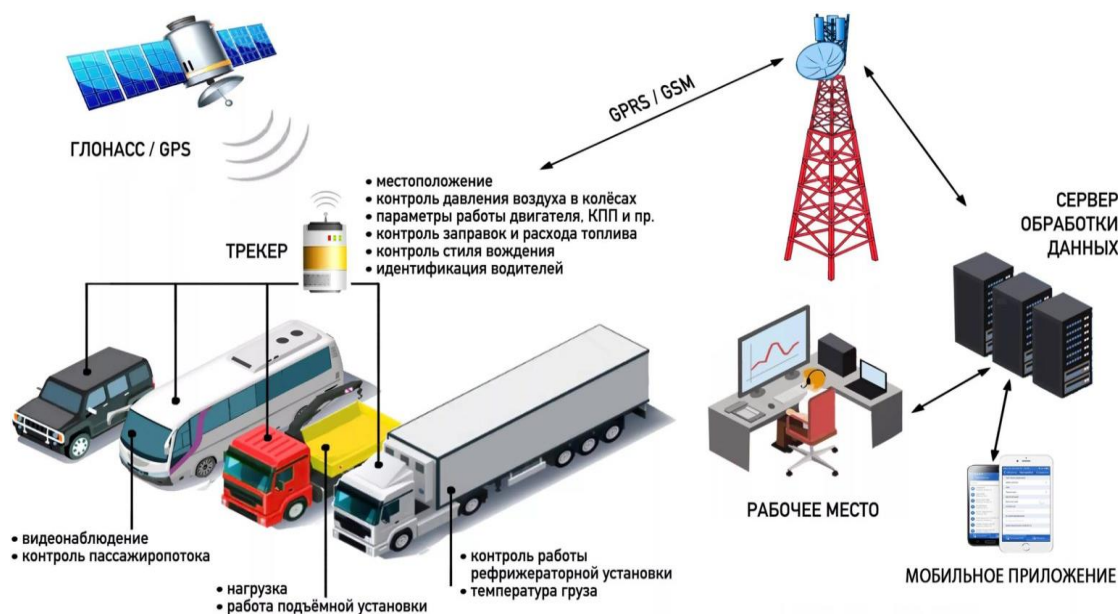 ГЛОНАСС / GPS
GPRS / GSM
ТРЕКЕР
• местоположение
• контроль давления воздуха в колёсах
• параметры работы двигателя, КПП и пр.
• контроль заправок и расхода топлива
• контроль стиля вождения
• идентификация водителей
СЕРВЕР
ОБРАБОТКИ
ДАННЫХ
• видеонаблюдение
• контроль пассажиропотока
• нагрузка
• работа подъёмной установки
• контроль работы
рефрижераторной установки
• температура груза
РАБОЧЕЕ МЕСТО
МОБИЛЬНОЕ ПРИЛОЖЕНИЕ